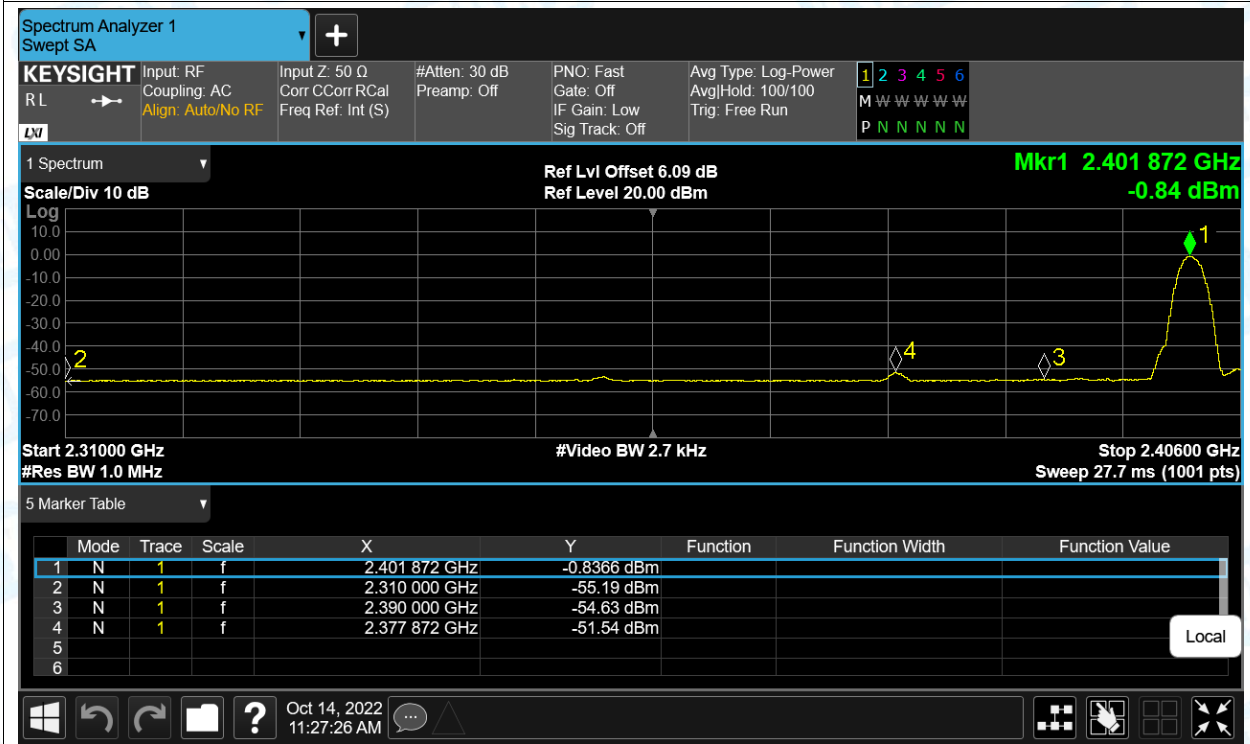 Spectrum Analyzer 1
Swept SA
KEYSIGHT
R L
LXI
Input: RF
Coupling: AC
Align: Auto/No RF
Input Z: 50 Ω
Corr CCorr RCal
Freq Ref: Int (S)
#Atten: 30 dB
Preamp: Off
PNO: Fast
Gate: Off
IF Gain: Low
Sig Track: Off
Avg Type: Log-Power
Avg|Hold: 100/100
Trig: Free Run
1 2 3 4 5 6
M W W W W W W
P N N N N N
1 Spectrum
Scale/Div 10 dB
Ref Lvl Offset 6.09 dB
Ref Level 20.00 dBm
Mkr1 2.401 872 GHz
-0.84 dBm
Log
10.0
0.00
-10.0
-20.0
-30.0
-40.0
-50.0
-60.0
-70.0
1
2
4
3
Start 2.31000 GHz
#Video BW 2.7 kHz
Stop 2.40600 GHz
#Res BW 1.0 MHz
Sweep 27.7 ms (1001 pts)
5 Marker Table
Mode Trace Scale X Y Function Function Width Function Value
1 N 1 f 2.401 872 GHz -0.8366 dBm
2 N 1 f 2.310 000 GHz -55.19 dBm
3 N 1 f 2.390 000 GHz -54.63 dBm
4 N 1 f 2.377 872 GHz -51.54 dBm
5
6
Local
?
Oct 14, 2022
11:27:26 AM